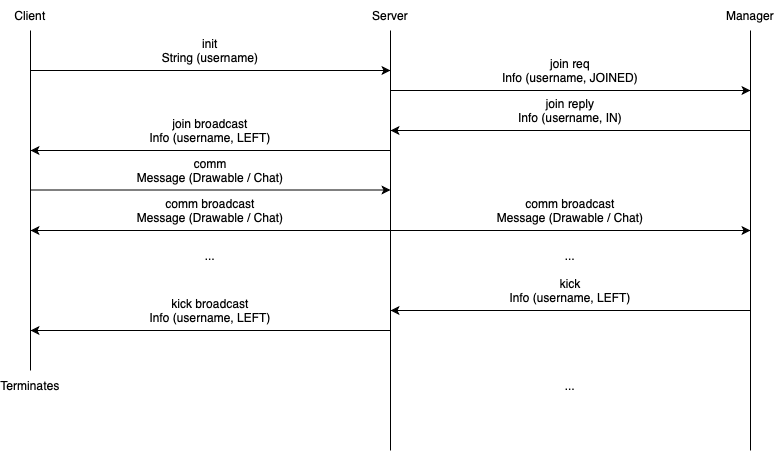 Client
Server
Manager
init
String (username)
join req
Info (username, JOINED)
join reply
Info (username, IN)
join broadcast
Info (username, LEFT)
comm
Message (Drawable / Chat)
comm broadcast
Message (Drawable / Chat)
comm broadcast
Message (Drawable / Chat)
...
...
kick
Info (username, LEFT)
kick broadcast
Info (username, LEFT)
Terminates
...